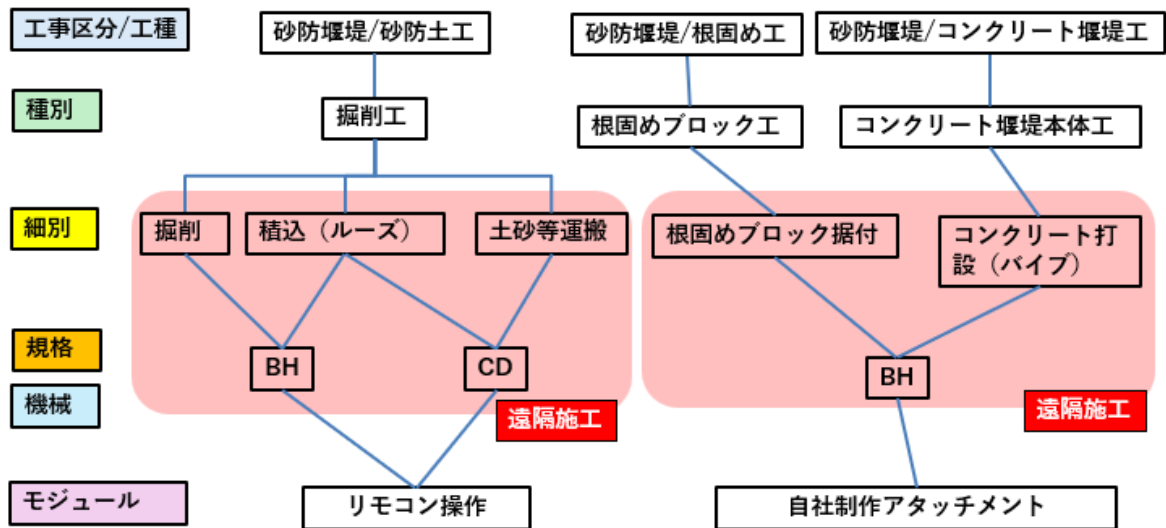 工事区分/工種
砂防堰堤/砂防土工
砂防堰堤/根固め工
砂防堰堤/コンクリート堰堤工
種別
掘削工
根固めブロック工
コンクリート堰堤本体工
細別
掘削
積込（ルーズ）
土砂等運搬
根固めブロック据付
コンクリート打
設（バイブ）
規格
BH
CD
BH
機械
遠隔施工
遠隔施工
モジュール
リモコン操作
自社制作アタッチメント